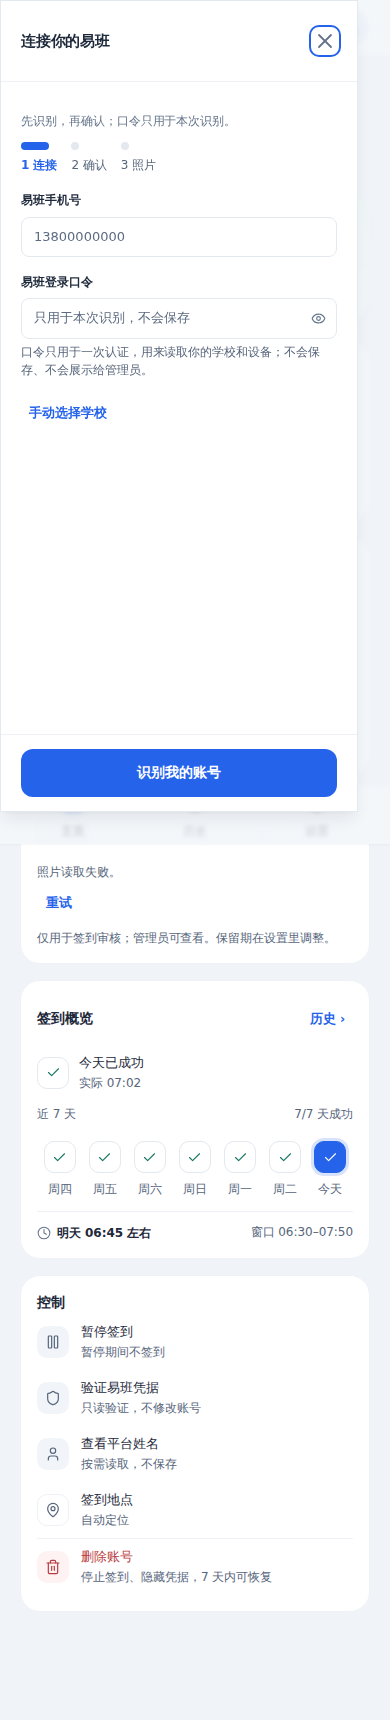 连接你的易班
先识别，再确认；口令只用于本次识别。
1 连接 2 确认 3 照片
易班手机号
13800000000
易班登录口令
只用于本次识别，不会保存
口令只用于一次认证，用来读取你的学校和设备；不会保
存、不会展示给管理员。
手动选择学校
识别我的账号
照片读取失败。
重试
仅用于签到审核；管理员可查看。保留期在设置里调整。
签到概览
历史 ›
今天已成功
实际 07:02
近 7 天
7/7 天成功
周四 周五 周六 周日 周一 周二 今天
明天 06:45 左右
窗口 06:30–07:50
控制
暂停签到
暂停期间不签到
验证易班凭据
只读验证，不修改账号
查看平台姓名
按需读取，不保存
签到地点
自动定位
删除账号
停止签到、隐藏凭据，7 天内可恢复